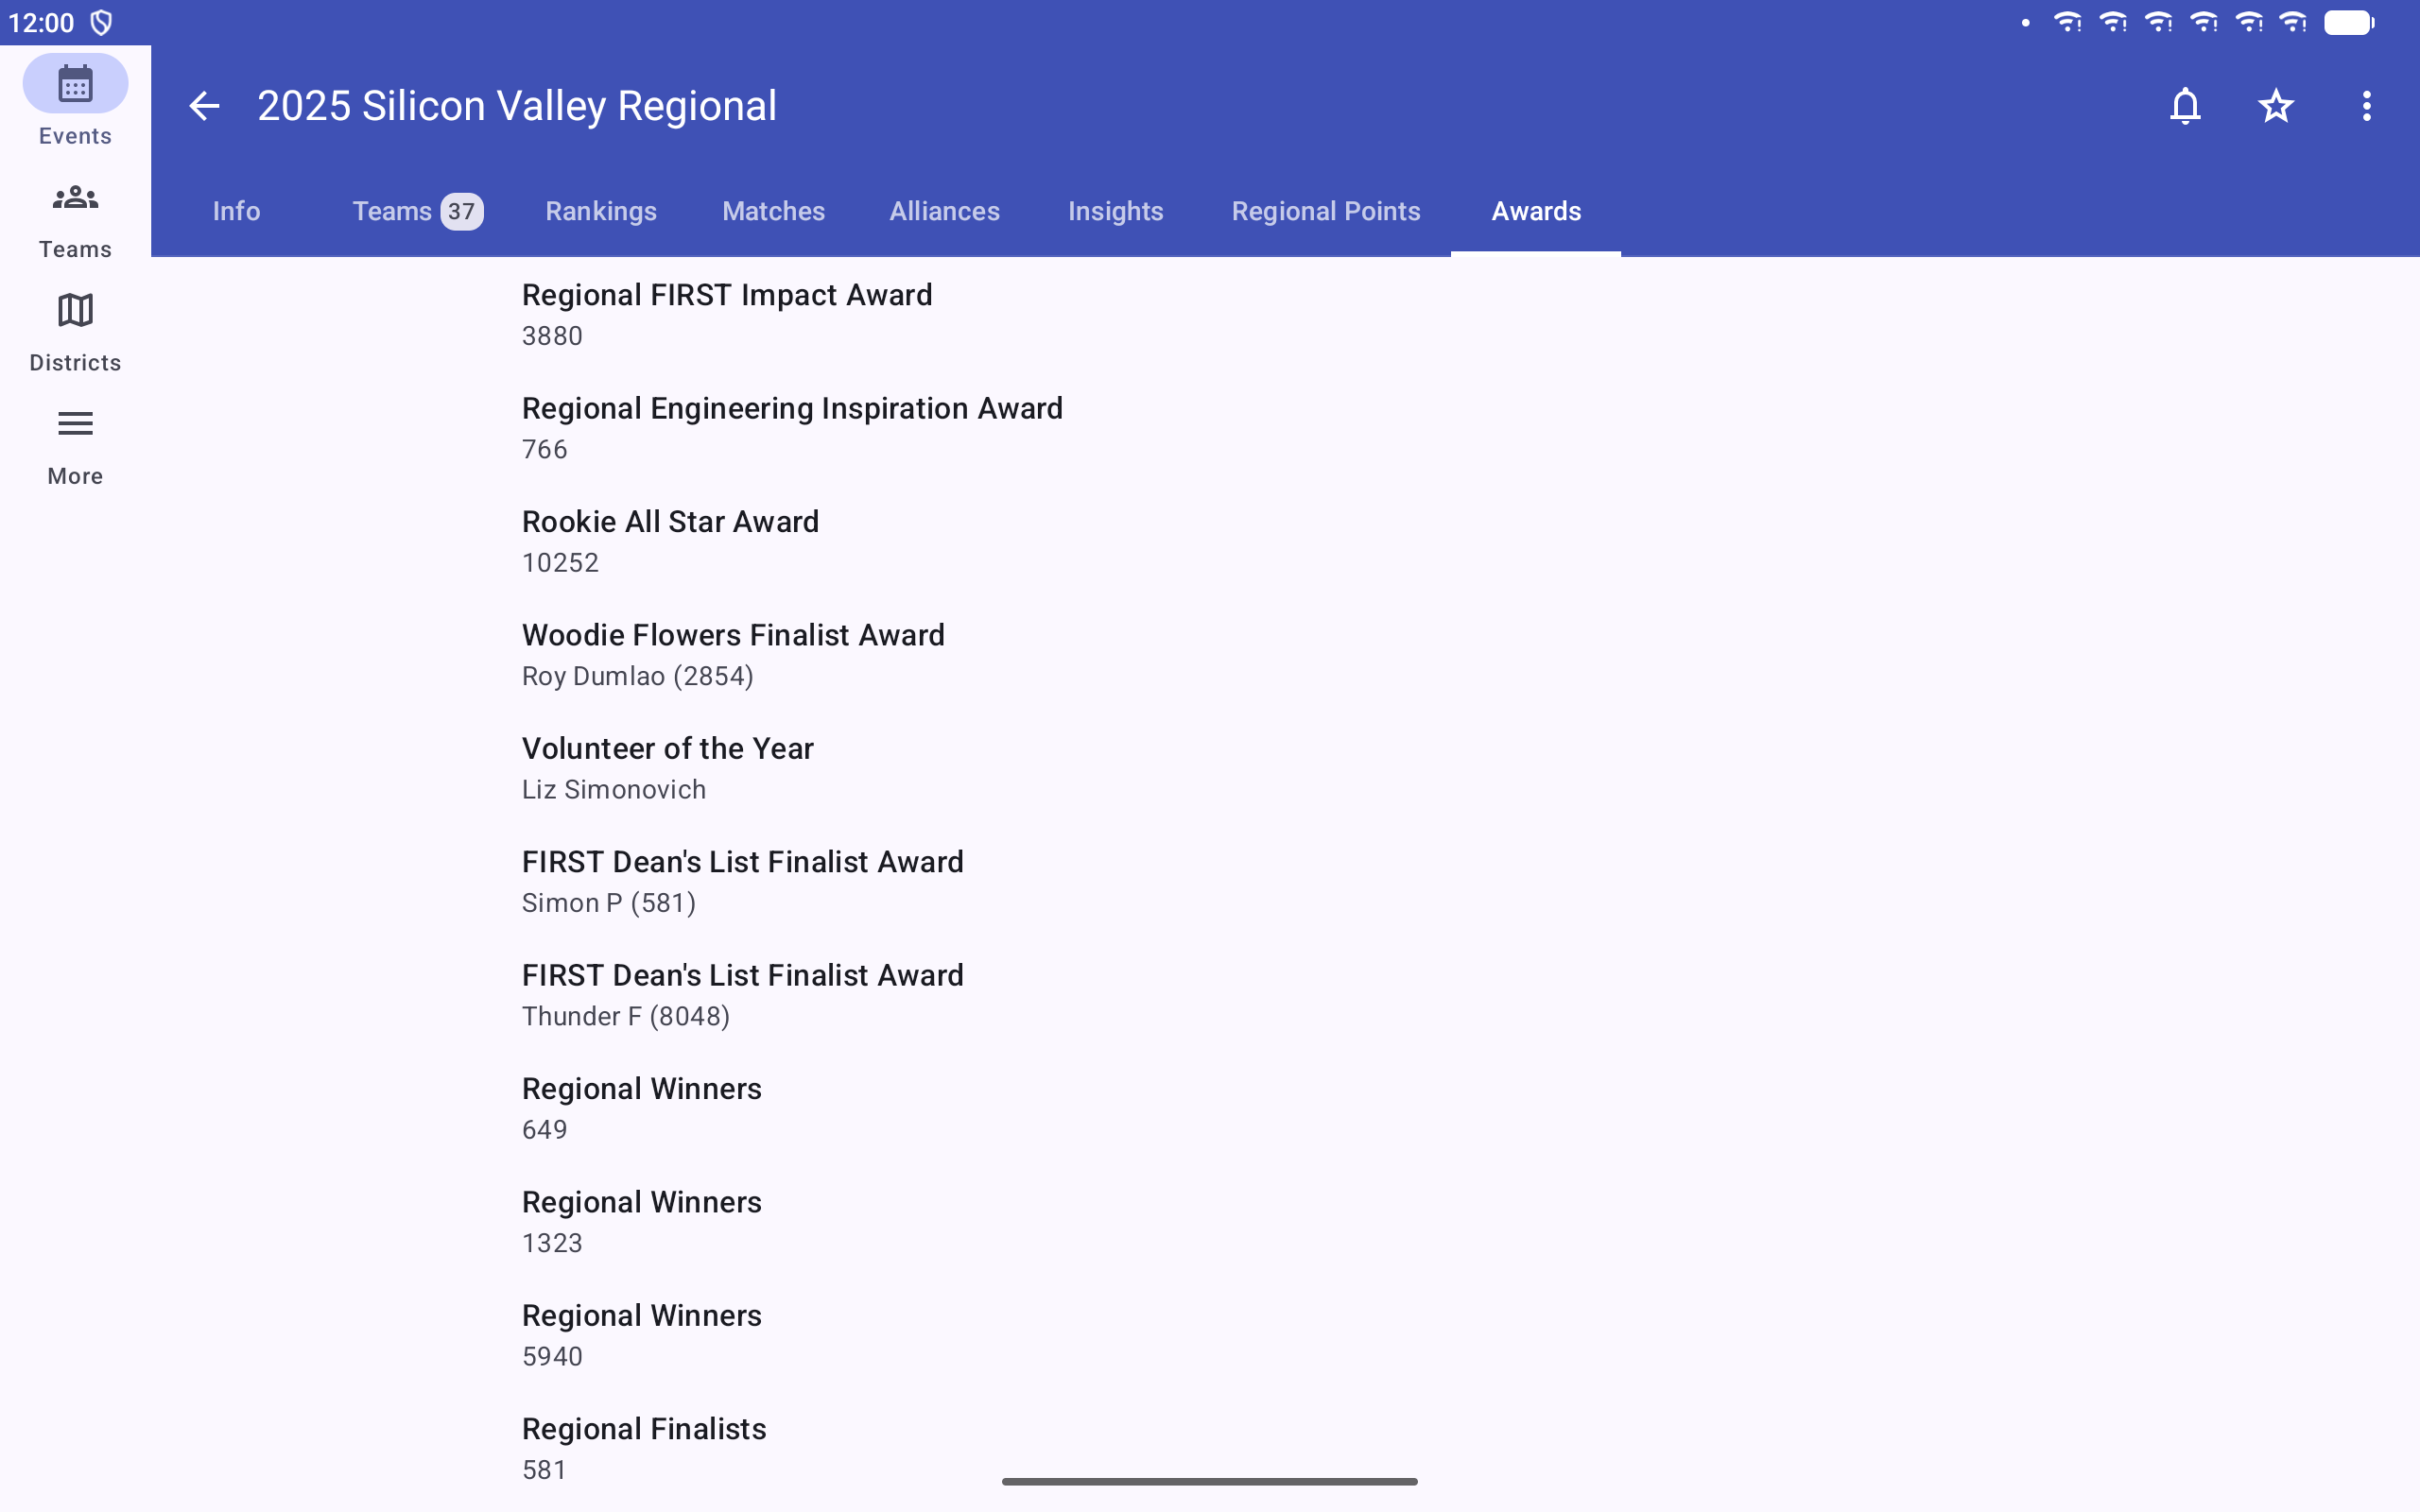 12:00
2025 Silicon Valley Regional
Events
Teams
Districts
More
Info
Teams 37
Rankings
Matches
Alliances
Insights
Regional Points
Awards
Regional FIRST Impact Award
3880
Regional Engineering Inspiration Award
766
Rookie All Star Award
10252
Woodie Flowers Finalist Award
Roy Dumlao (2854)
Volunteer of the Year
Liz Simonovich
FIRST Dean's List Finalist Award
Simon P (581)
FIRST Dean's List Finalist Award
Thunder F (8048)
Regional Winners
649
Regional Winners
1323
Regional Winners
5940
Regional Finalists
581